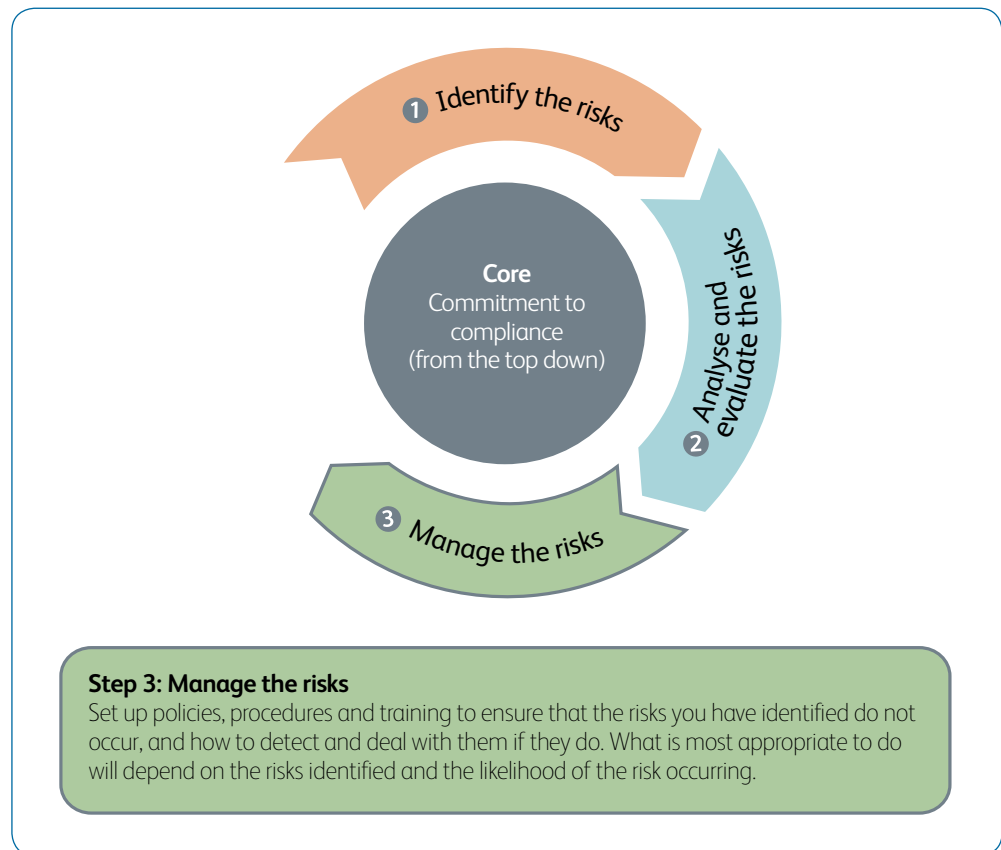 1 Identify the risks
Core
Commitment to
compliance
(from the top down)
2 Analyse and
evaluate the risks
3 Manage the risks
Step 3: Manage the risks
Set up policies, procedures and training to ensure that the risks you have identified do not
occur, and how to detect and deal with them if they do. What is most appropriate to do
will depend on the risks identified and the likelihood of the risk occurring.